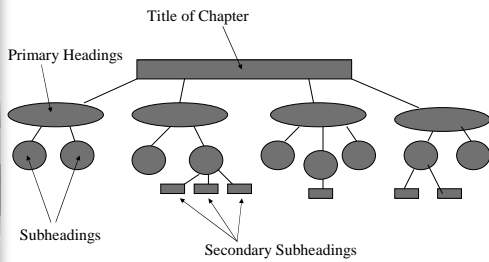 Title of Chapter
Primary Headings
Subheadings
Secondary Subheadings